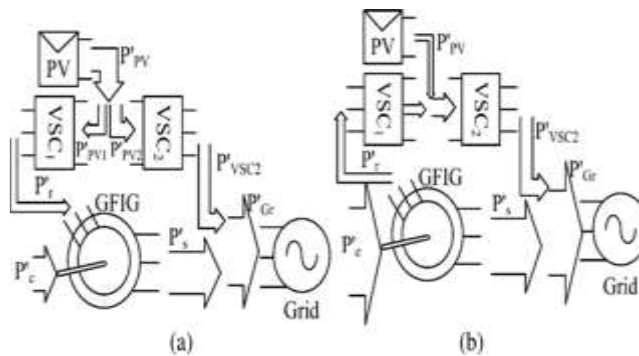 PV
P'PV
VSC1
P'PV1
P'PV2
VSC2
P'r
P'VSC2
GFIG
P'Gr
P'e
P's
Grid
(a)
PV
P'PV
VSC1
VSC2
P'r
P'VSC2
GFIG
P'Gr
P'e
P's
Grid
(b)